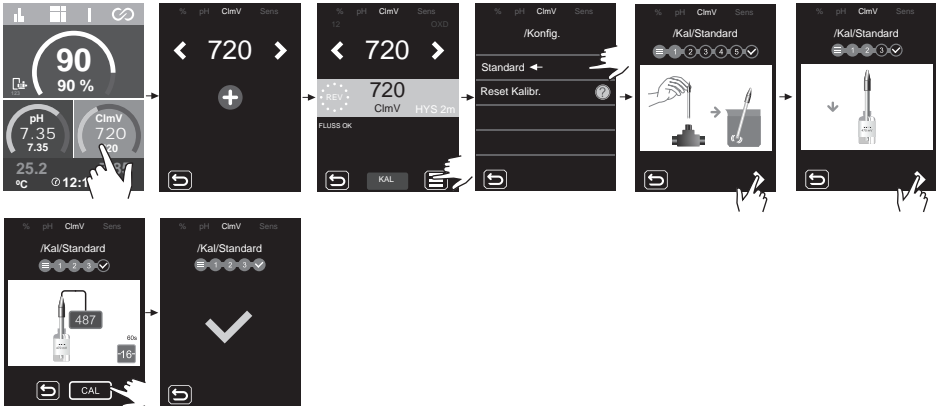 90
90 %
pH
7.35
7.35
ClmV
720
25.2
ºC
% pH ClmV Sens
720
% pH ClmV Sens
12 OXD
720
REV
720
ClmV
HYS 2m
FLUSS OK
KAL
% pH ClmV Sens
/Konfig.
Standard
Reset Kalibr. ?
% pH ClmV Sens
/Kal/Standard
1 2 3 4 5
% pH ClmV Sens
/Kal/Standard
1 2 3
% pH ClmV Sens
/Kal/Standard
1 2 3
487
60s
-16-
CAL
% pH ClmV Sens
/Kal/Standard
1 2 3